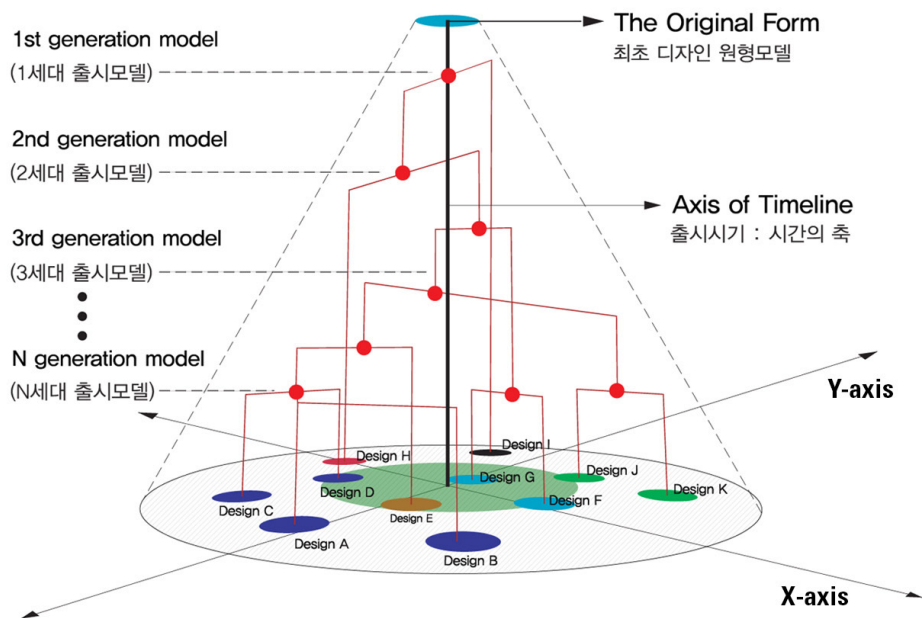 The Original Form
최초 디자인 원형모델
1st generation model
(1세대 출시모델)
2nd generation model
(2세대 출시모델)
Axis of Timeline
출시시기 : 시간의 축
3rd generation model
(3세대 출시모델)
N generation model
(N세대 출시모델)
Y-axis
Design I
Design H
Design G
Design J
Design D
Design K
Design F
Design C
Design E
Design A
Design B
X-axis